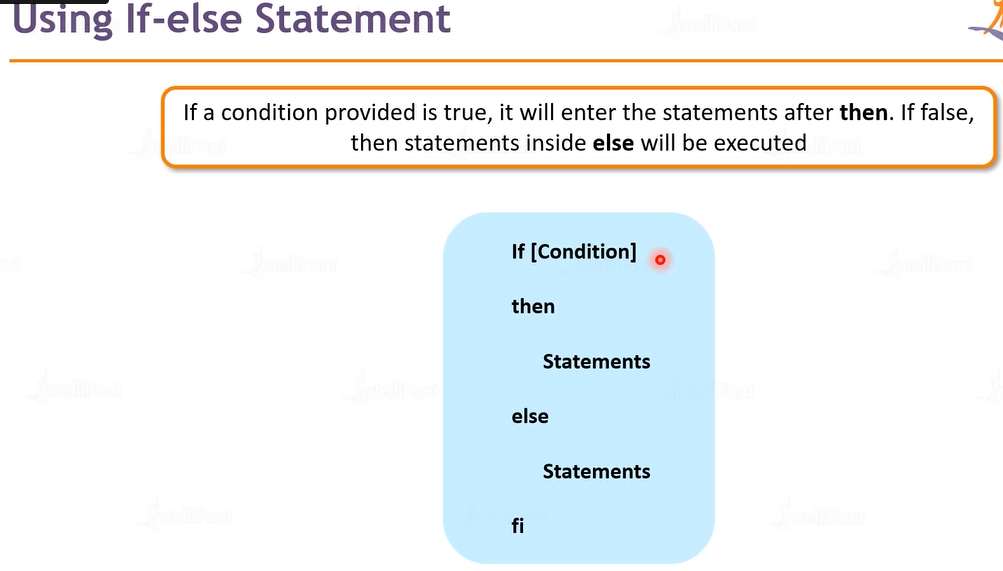 Using If-else Statement
If a condition provided is true, it will enter the statements after then. If false,
then statements inside else will be executed
If [Condition]
then
Statements
else
Statements
fi